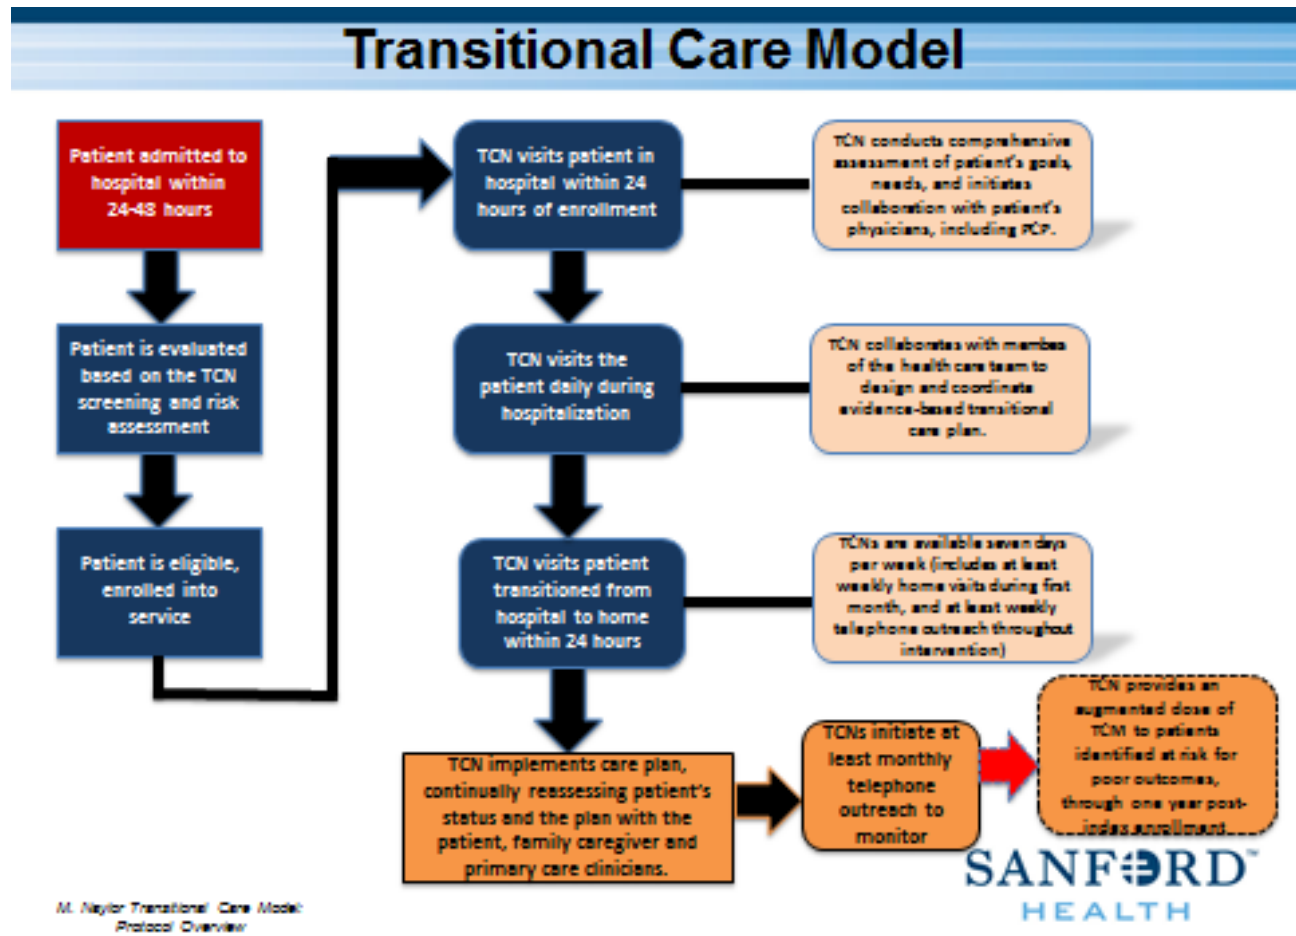 Transitional Care Model
Patient admitted to
hospital within
24-48 hours
Patient is evaluated
based on the TCN
screening and risk
assessment
Patient is eligible,
enrolled into
service
TCN visits patient in
hospital within 24
hours of enrollment
TCN conducts comprehensive
assessment of patient's goals,
needs, and initiates
collaboration with patient's
physicians, including PCP.
TCN visits the
patient daily during
hospitalization
TCN collaborates with member
of the health care team to
design and coordinate
evidence-based transitional
care plan.
TCN visits patient
transitioned from
hospital to home
within 24 hours
TCNs are available seven days
per week (includes at least
weekly home visits during first
month, and at least weekly
telephone outreach throughout
intervention)
TCN implements care plan,
continually reassessing patient's
status and the plan with the
patient, family caregiver and
primary care clinicians.
TCNs initiate at
least monthly
telephone
outreach to
monitor
TCN provides an
augmented dose of
TCM to patients
identified at risk for
poor outcomes,
through one year post-
index enrollment
SANFORD™
HEALTH
M. Naylor Transitional Care Model:
Protocol Overview